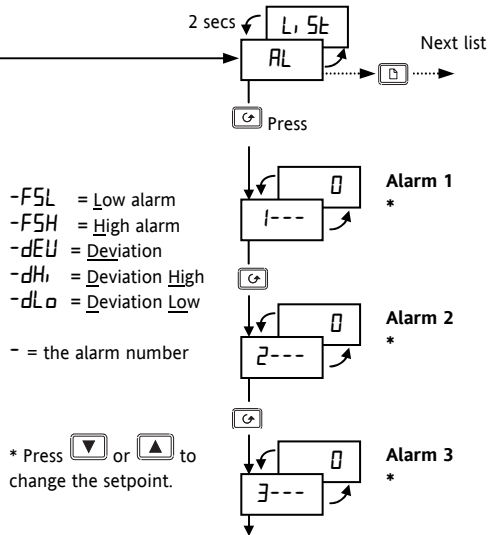 2 secs
Li St
AL
Next list
Press
0
Alarm 1
*
1---
-FSL = Low alarm
-FSH = High alarm
-dEV = Deviation
-dHi = Deviation High
-dLo = Deviation Low
- = the alarm number
0
Alarm 2
*
2---
* Press ▼ or ▲ to
change the setpoint.
0
Alarm 3
*
3---